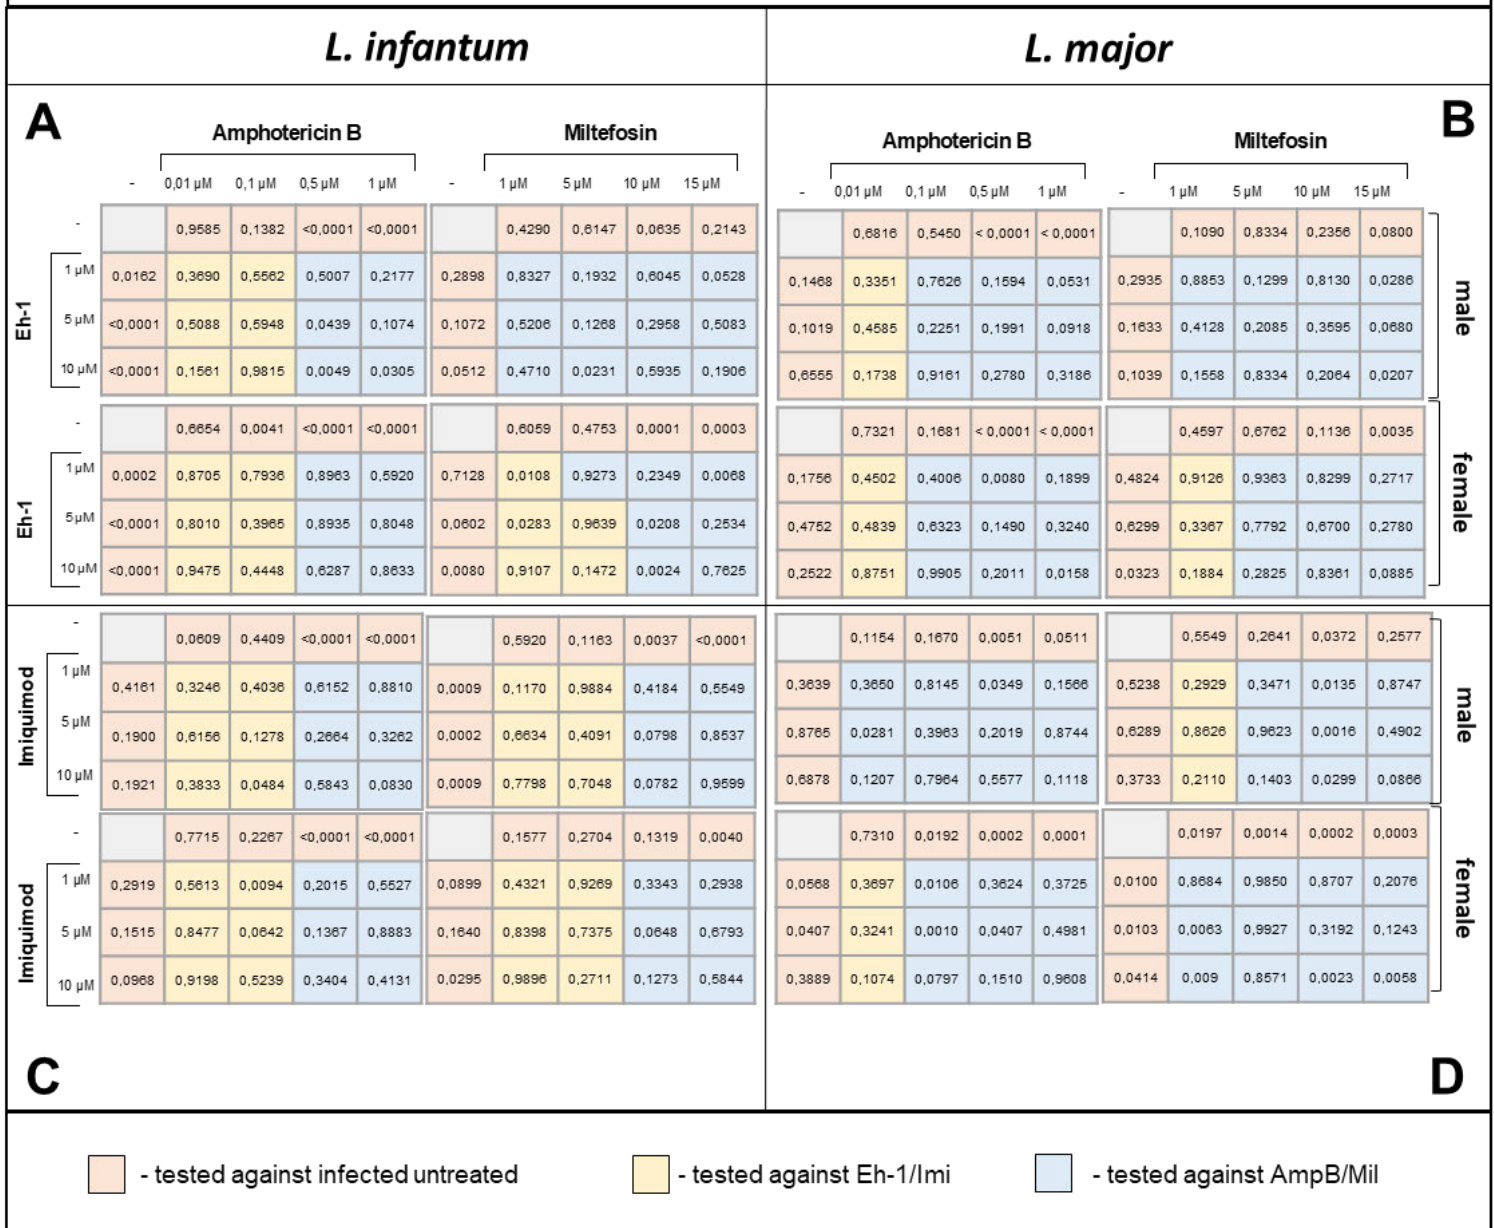 L. infantum L. major
A B
Amphotericin B Miltefosin Amphotericin B Miltefosin
- 0,01 µM 0,1 µM 0,5 µM 1 µM - 1 µM 5 µM 10 µM 15 µM - 0,01 µM 0,1 µM 0,5 µM 1 µM - 1 µM 5 µM 10 µM 15 µM
- 0,9585 0,1382 <0,0001 <0,0001 0,4290 0,6147 0,0635 0,2143 0,6816 0,5450 < 0,0001 < 0,0001 0,1090 0,8334 0,2356 0,0800
1 µM 0,0162 0,3690 0,5562 0,5007 0,2177 0,2898 0,8327 0,1932 0,6045 0,0528 0,1468 0,3351 0,7626 0,1594 0,0531 0,2935 0,8853 0,1299 0,8130 0,0286
Eh-1 5 µM <0,0001 0,5088 0,5948 0,0439 0,1074 0,1072 0,5206 0,1268 0,2958 0,5083 0,1019 0,4585 0,2251 0,1991 0,0918 0,1633 0,4128 0,2085 0,3595 0,0680 male
10 µM <0,0001 0,1561 0,9815 0,0049 0,0305 0,0512 0,4710 0,0231 0,5935 0,1906 0,6555 0,1738 0,9161 0,2780 0,3186 0,1039 0,1558 0,8334 0,2064 0,0207
- 0,6654 0,0041 <0,0001 <0,0001 0,6059 0,4753 0,0001 0,0003 0,7321 0,1681 < 0,0001 < 0,0001 0,4597 0,6762 0,1136 0,0035
1 µM 0,0002 0,8705 0,7936 0,8963 0,5920 0,7128 0,0108 0,9273 0,2349 0,0068 0,1756 0,4502 0,4006 0,0080 0,1899 0,4824 0,9126 0,9363 0,8299 0,2717
Eh-1 5µM <0,0001 0,8010 0,3965 0,8935 0,8048 0,0602 0,0283 0,9639 0,0208 0,2534 0,4752 0,4839 0,6323 0,1490 0,3240 0,6299 0,3367 0,7792 0,6700 0,2780 female
10 µM <0,0001 0,9475 0,4448 0,6287 0,8633 0,0080 0,9107 0,1472 0,0024 0,7625 0,2522 0,8751 0,9905 0,2011 0,0158 0,0323 0,1884 0,2825 0,8361 0,0885
- 0,0609 0,4409 <0,0001 <0,0001 0,5920 0,1163 0,0037 <0,0001 0,1154 0,1670 0,0051 0,0511 0,5549 0,2641 0,0372 0,2577
1 µM 0,4161 0,3246 0,4036 0,6152 0,8810 0,0009 0,1170 0,9884 0,4184 0,5549 0,3639 0,3650 0,8145 0,0349 0,1566 0,5238 0,2929 0,3471 0,0135 0,8747
Imiquimod 5 µM 0,1900 0,6156 0,1278 0,2664 0,3262 0,0002 0,6634 0,4091 0,0798 0,8537 0,8765 0,0281 0,3963 0,2019 0,8744 0,6289 0,8626 0,9623 0,0016 0,4902 male
10 µM 0,1921 0,3833 0,0484 0,5843 0,0830 0,0009 0,7798 0,7048 0,0782 0,9599 0,6878 0,1207 0,7964 0,5577 0,1118 0,3733 0,2110 0,1403 0,0299 0,0866
- 0,7715 0,2267 <0,0001 <0,0001 0,1577 0,2704 0,1319 0,0040 0,7310 0,0192 0,0002 0,0001 0,0197 0,0014 0,0002 0,0003
1 µM 0,2919 0,5613 0,0094 0,2015 0,5527 0,0899 0,4321 0,9269 0,3343 0,2938 0,0568 0,3697 0,0106 0,3624 0,3725 0,0100 0,8684 0,9850 0,8707 0,2076
Imiquimod 5 µM 0,1515 0,8477 0,0642 0,1367 0,8883 0,1640 0,8398 0,7375 0,0648 0,6793 0,0407 0,3241 0,0010 0,0407 0,4981 0,0103 0,0063 0,9927 0,3192 0,1243 female
10 µM 0,0968 0,9198 0,5239 0,3404 0,4131 0,0295 0,9896 0,2711 0,1273 0,5844 0,3889 0,1074 0,0797 0,1510 0,9608 0,0414 0,009 0,8571 0,0023 0,0058
C D
- tested against infected untreated - tested against Eh-1/Imi - tested against AmpB/Mil